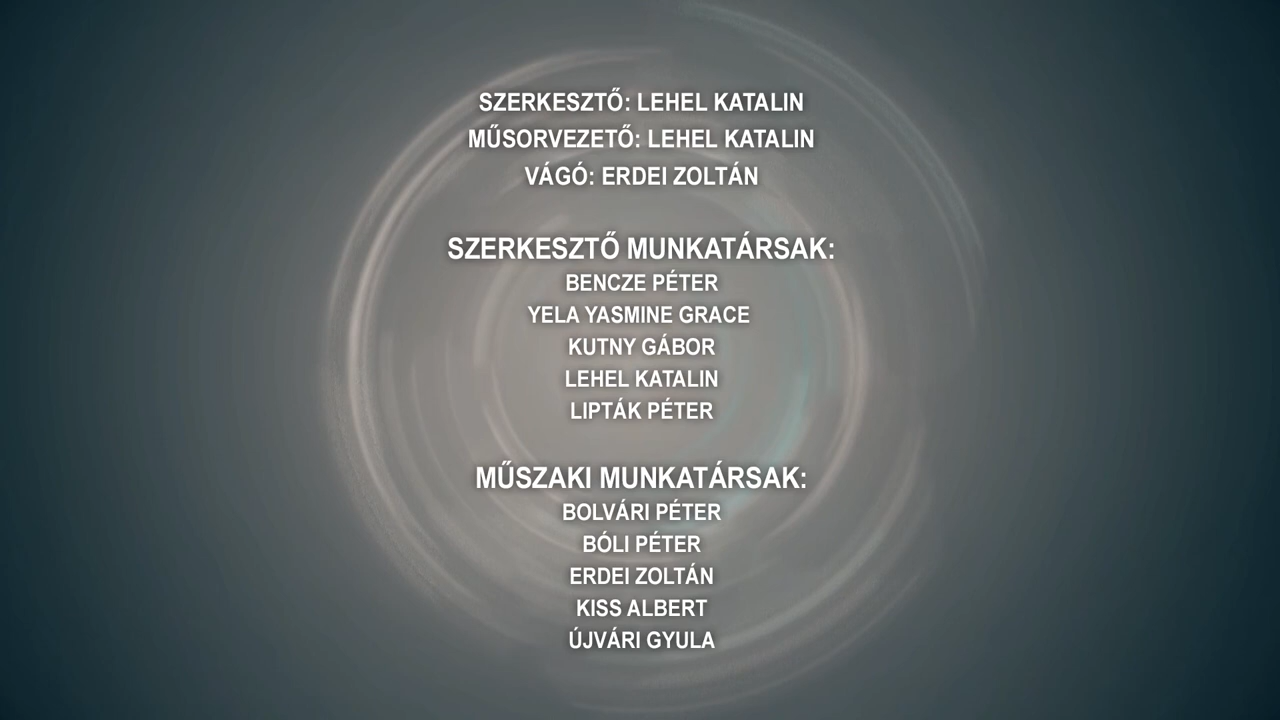 SZERKESZTŐ: LEHEL KATALIN
MŰSORVEZETŐ: LEHEL KATALIN
VÁGÓ: ERDEI ZOLTÁN
SZERKESZTŐ MUNKATÁRSAK:
BENCZE PÉTER
YELA YASMINE GRACE
KUTNY GÁBOR
LEHEL KATALIN
LIPTÁK PÉTER
MŰSZAKI MUNKATÁRSAK:
BOLVÁRI PÉTER
BÓLI PÉTER
ERDEI ZOLTÁN
KISS ALBERT
ÚJVÁRI GYULA